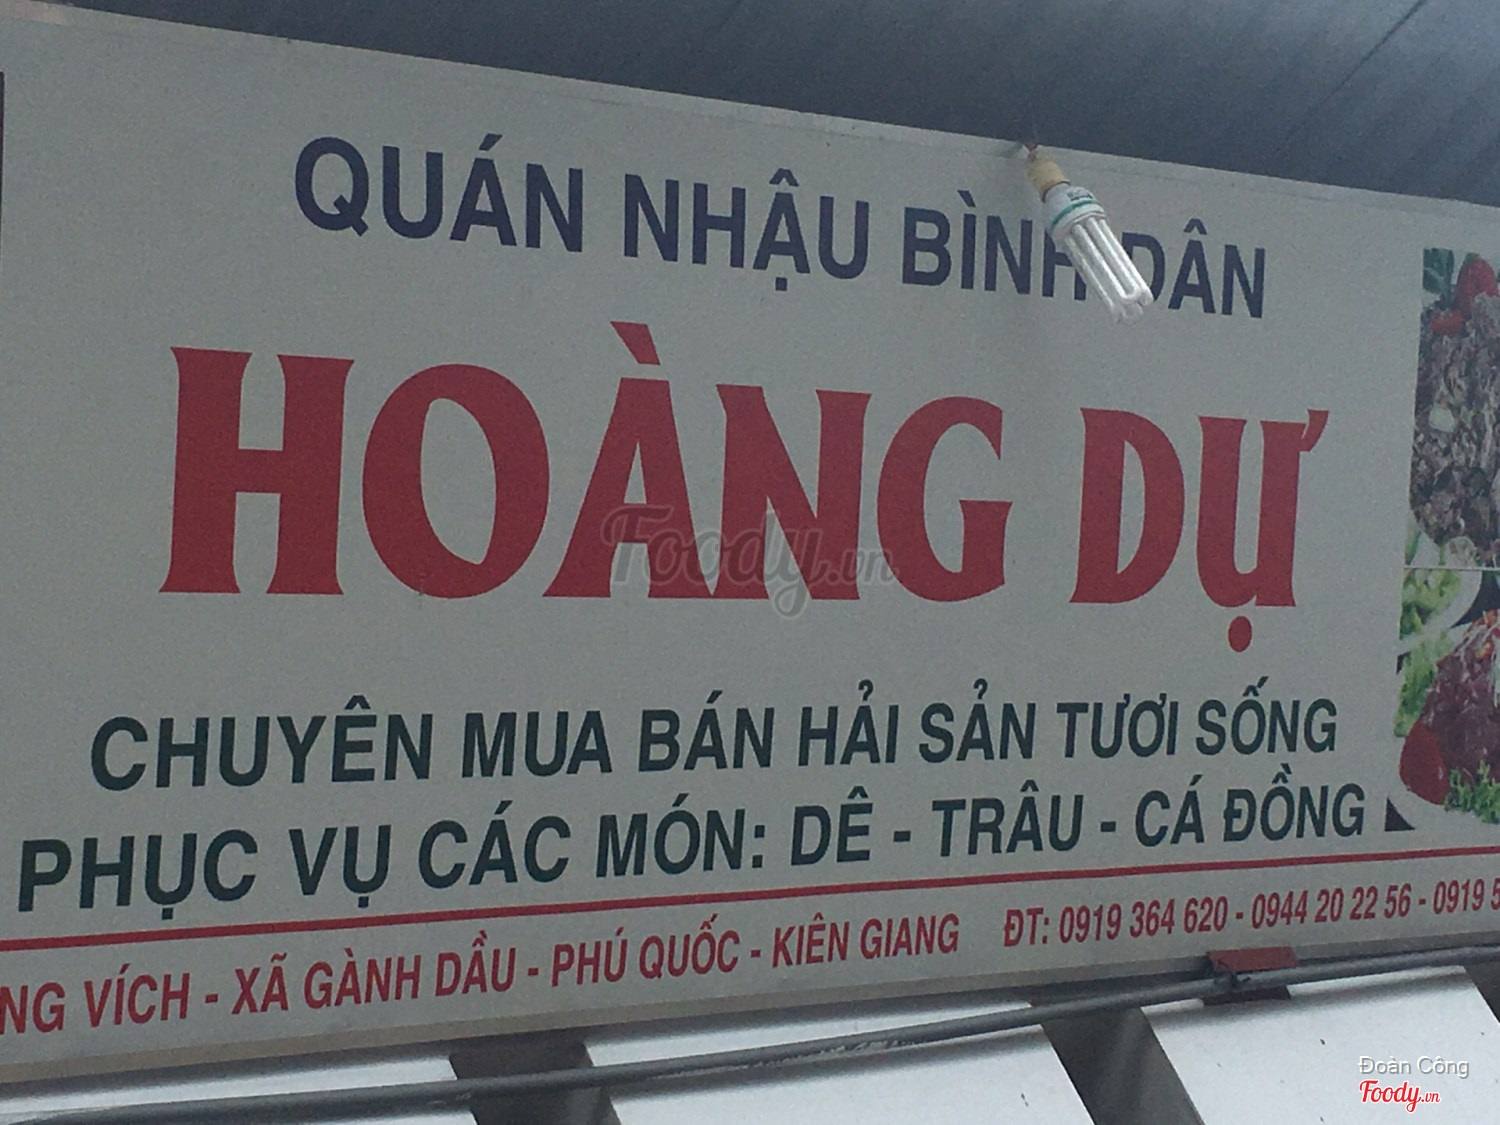 QUÁN NHẬU BÌNH DÂN
HOÀNG DỰ
CHUYÊN MUA BÁN HẢI SẢN TƯƠI SỐNG
PHỤC VỤ CÁC MÓN: DÊ - TRÂU - CÁ ĐỒNG
VÍCH - XÃ GÀNH DẦU - PHÚ QUỐC - KIÊN GIANG ĐT: 0919 364 620 - 0944 20 22 56 - 0919
Foody.vn
Đoàn Công
Foody.vn